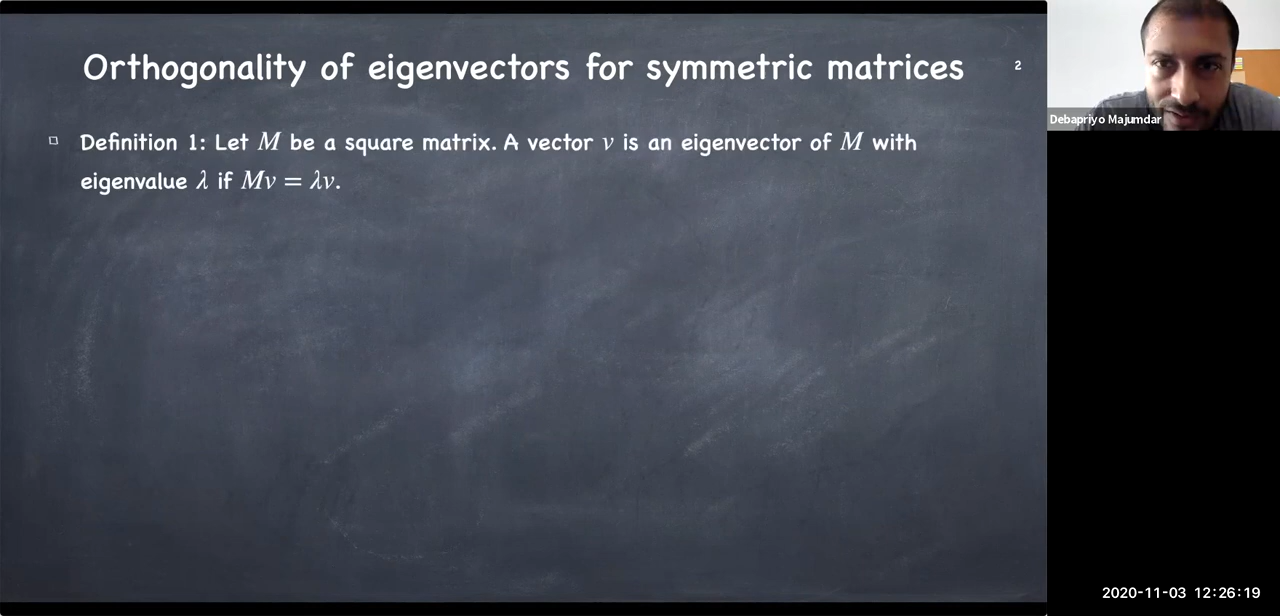 Orthogonality of eigenvectors for symmetric matrices
2
Definition 1: Let M be a square matrix. A vector v is an eigenvector of M with
eigenvalue λ if Mv = λv.
Debapriyo Majumdar
2020-11-03 12:26:19